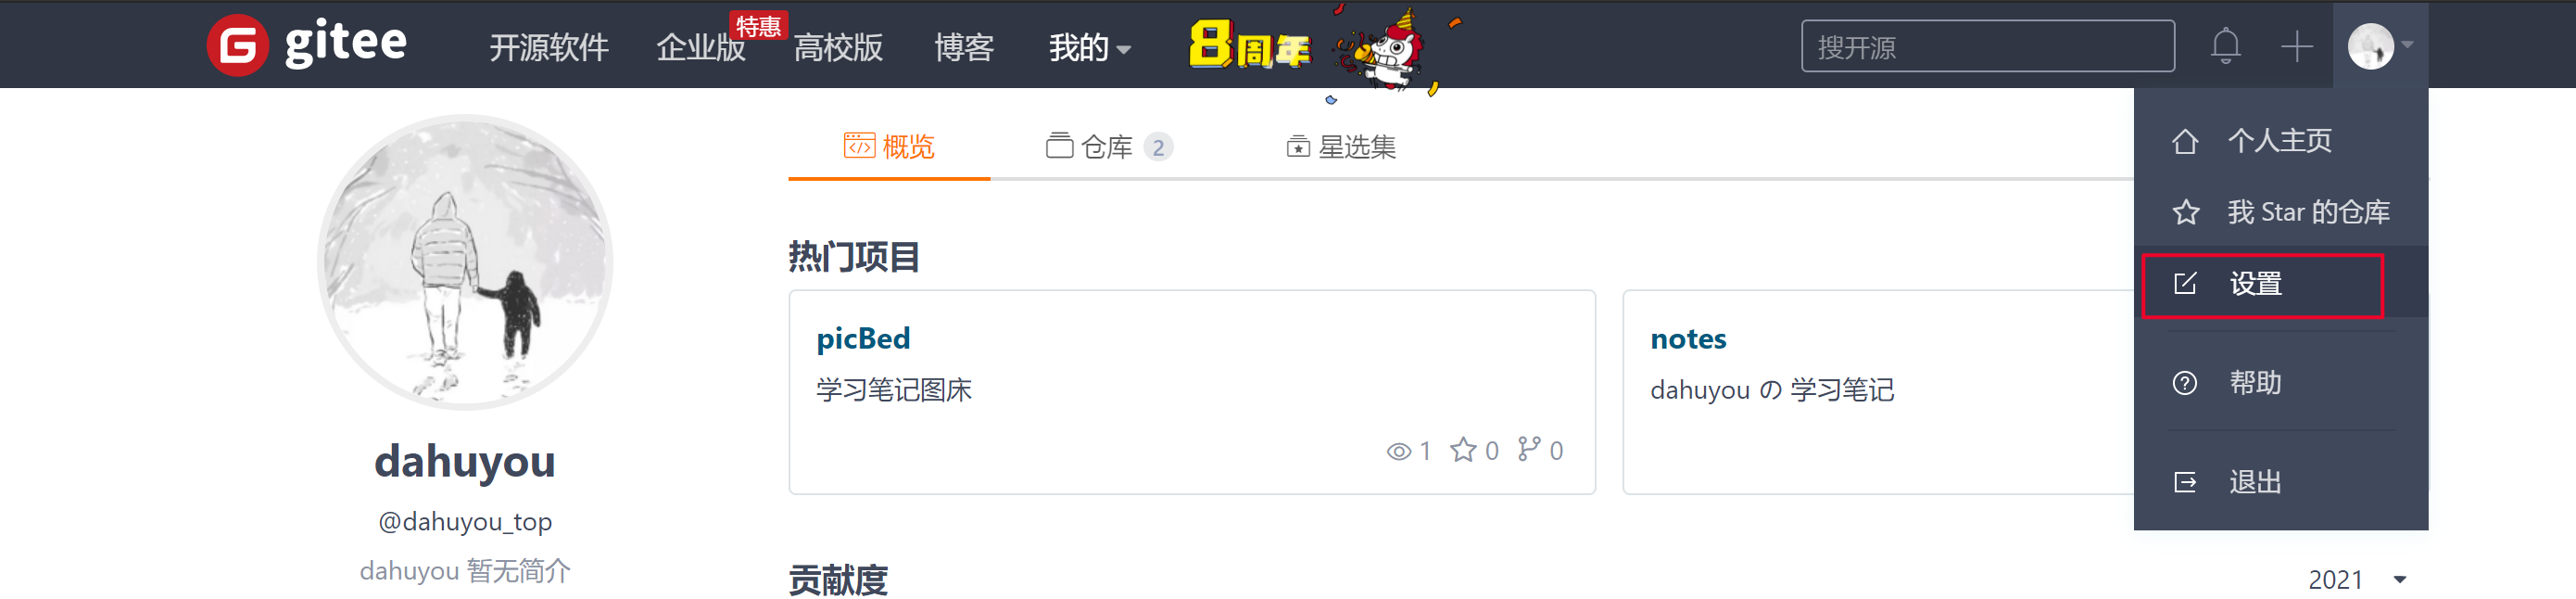 gitee
开源软件
企业版
特惠
高校版
博客
我的
8周年
搜开源
概览
仓库 2
星选集
个人主页
我 Star 的仓库
设置
帮助
退出
热门项目
picBed
学习笔记图床
1 0 0
notes
dahuyou の 学习笔记
dahuyou
@dahuyou_top
dahuyou 暂无简介
贡献度
2021